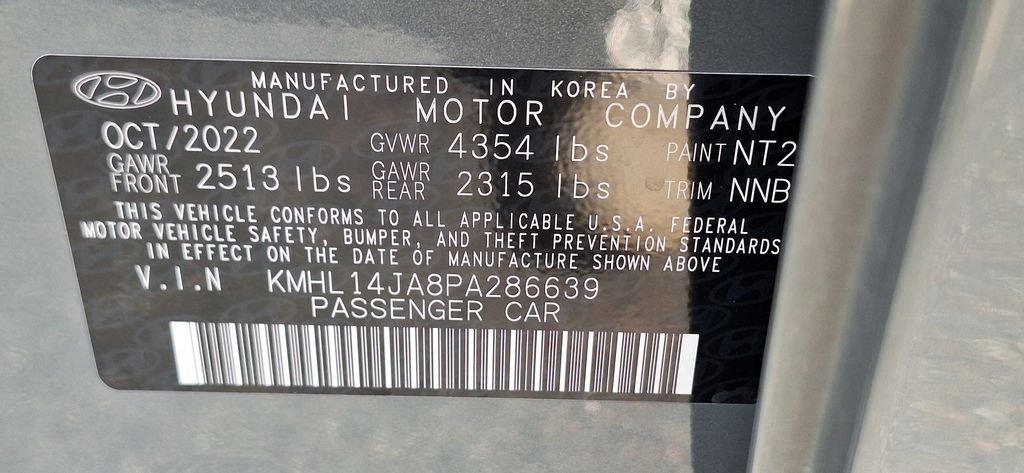 MANUFACTURED IN KOREA BY
HYUNDAI MOTOR COMPANY
OCT/2022 GVWR 4354 lbs PAINT NT2
GAWR FRONT 2513 lbs GAWR REAR 2315 lbs TRIM NNB
THIS VEHICLE CONFORMS TO ALL APPLICABLE U.S.A. FEDERAL
MOTOR VEHICLE SAFETY, BUMPER, AND THEFT PREVENTION STANDARDS
IN EFFECT ON THE DATE OF MANUFACTURE SHOWN ABOVE
V.I.N KMHL14JA8PA286639
PASSENGER CAR